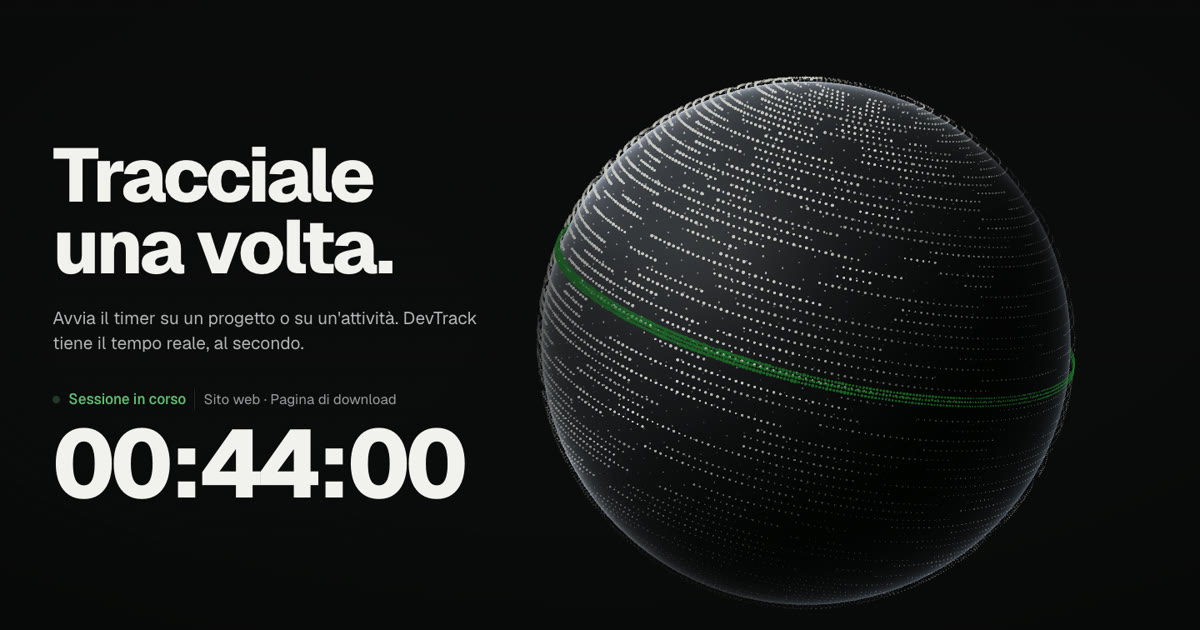 Tracciale
una volta.
Avvia il timer su un progetto o su un'attività. DevTrack
tiene il tempo reale, al secondo.
Sessione in corso Sito web · Pagina di download
00:44:00